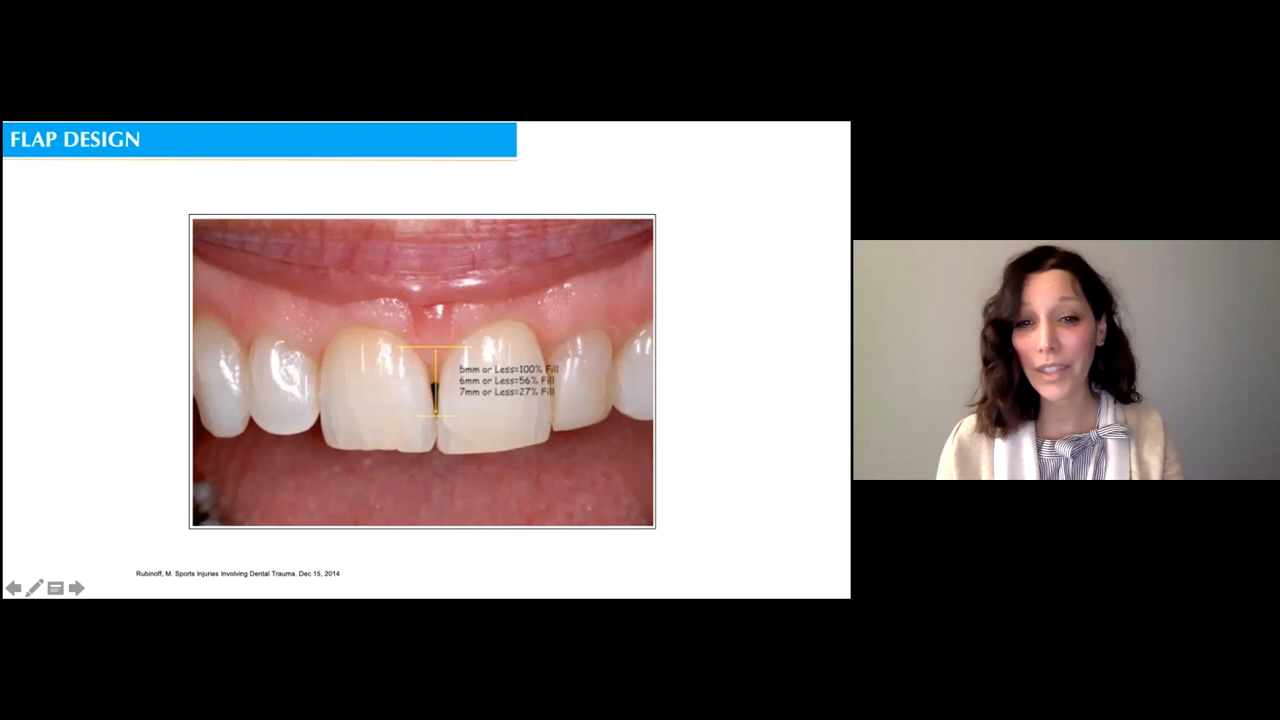 FLAP DESIGN
5mm or Less=100% Fill
6mm or Less=56% Fill
7mm or Less=27% Fill
Rubinoff, M. Sports Injuries Involving Dental Trauma. Dec 15, 2014